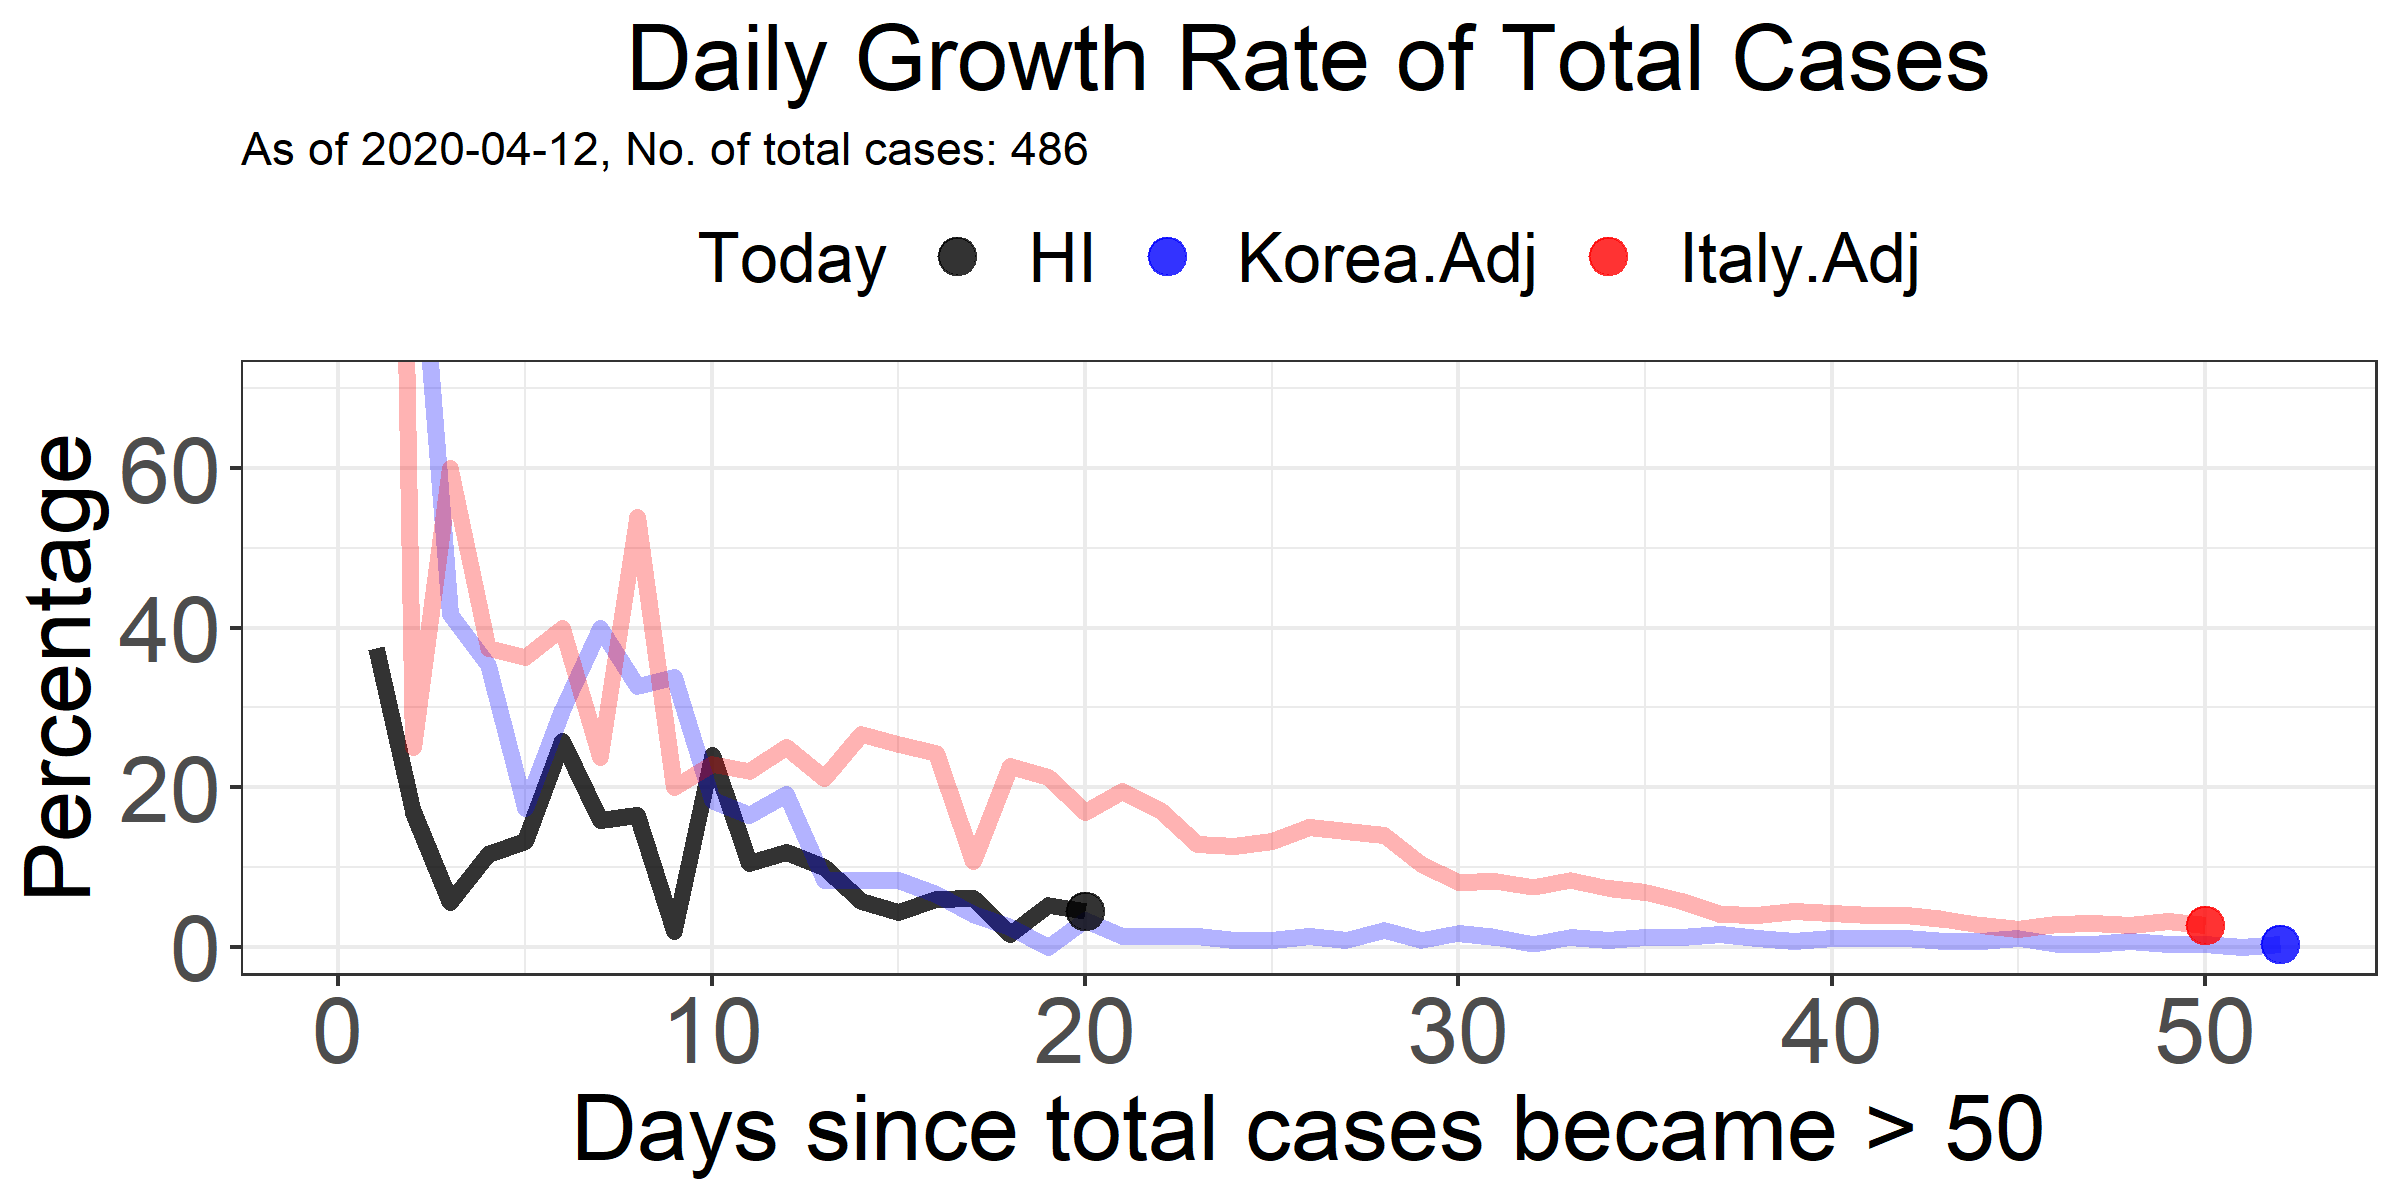 Daily Growth Rate of Total Cases
As of 2020-04-12, No. of total cases: 486
Today HI Korea.Adj Italy.Adj
Percentage
60
40
20
0
0 10 20 30 40 50
Days since total cases became > 50